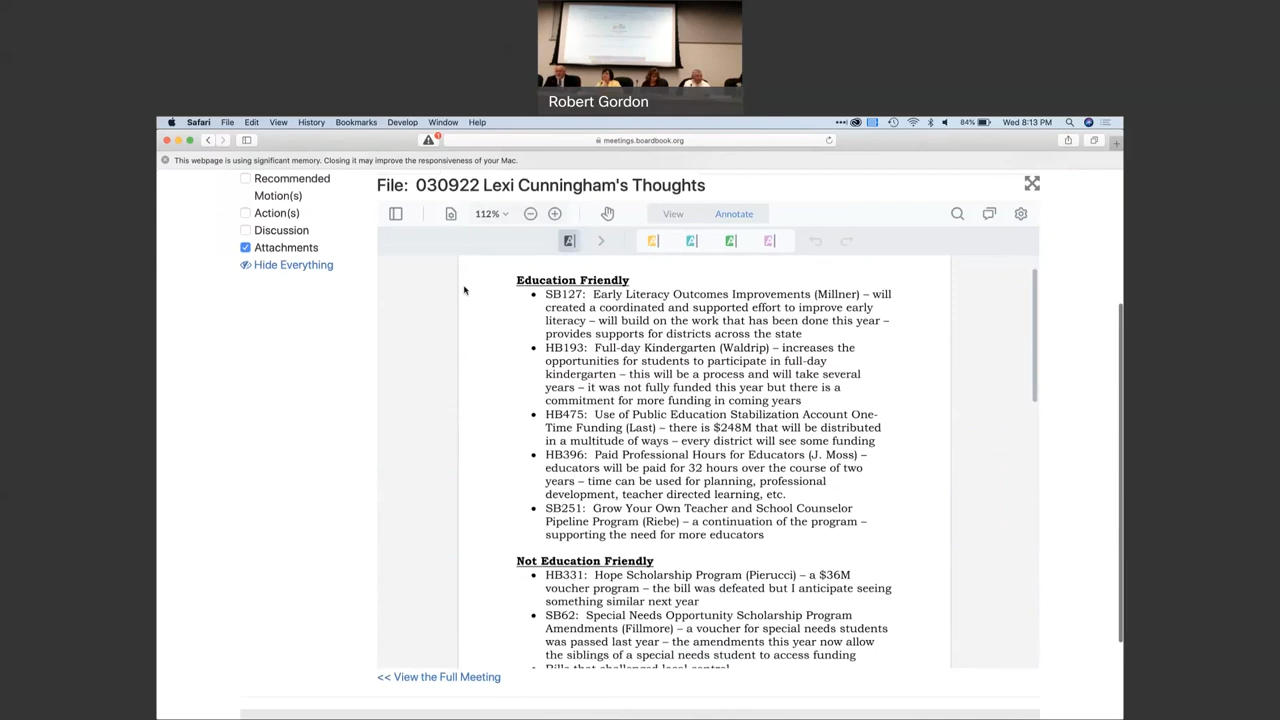 Robert Gordon
Safari File Edit View History Bookmarks Develop Window Help 84% Wed 8:13 PM
meetings.boardbook.org
This webpage is using significant memory. Closing it may improve the responsiveness of your Mac.
Recommended
Motion(s)
Action(s)
Discussion
Attachments
Hide Everything
File: 030922 Lexi Cunningham's Thoughts
112% View Annotate
Education Friendly
• SB127: Early Literacy Outcomes Improvements (Millner) – will
created a coordinated and supported effort to improve early
literacy – will build on the work that has been done this year –
provides supports for districts across the state
• HB193: Full-day Kindergarten (Waldrip) – increases the
opportunities for students to participate in full-day
kindergarten – this will be a process and will take several
years – it was not fully funded this year but there is a
commitment for more funding in coming years
• HB475: Use of Public Education Stabilization Account One-
Time Funding (Last) – there is $248M that will be distributed
in a multitude of ways – every district will see some funding
• HB396: Paid Professional Hours for Educators (J. Moss) –
educators will be paid for 32 hours over the course of two
years – time can be used for planning, professional
development, teacher directed learning, etc.
• SB251: Grow Your Own Teacher and School Counselor
Pipeline Program (Riebe) – a continuation of the program –
supporting the need for more educators
Not Education Friendly
• HB331: Hope Scholarship Program (Pierucci) – a $36M
voucher program – the bill was defeated but I anticipate seeing
something similar next year
• SB62: Special Needs Opportunity Scholarship Program
Amendments (Fillmore) – a voucher for special needs students
was passed last year – the amendments this year now allow
the siblings of a special needs student to access funding
• Bills that challenged local control
<< View the Full Meeting